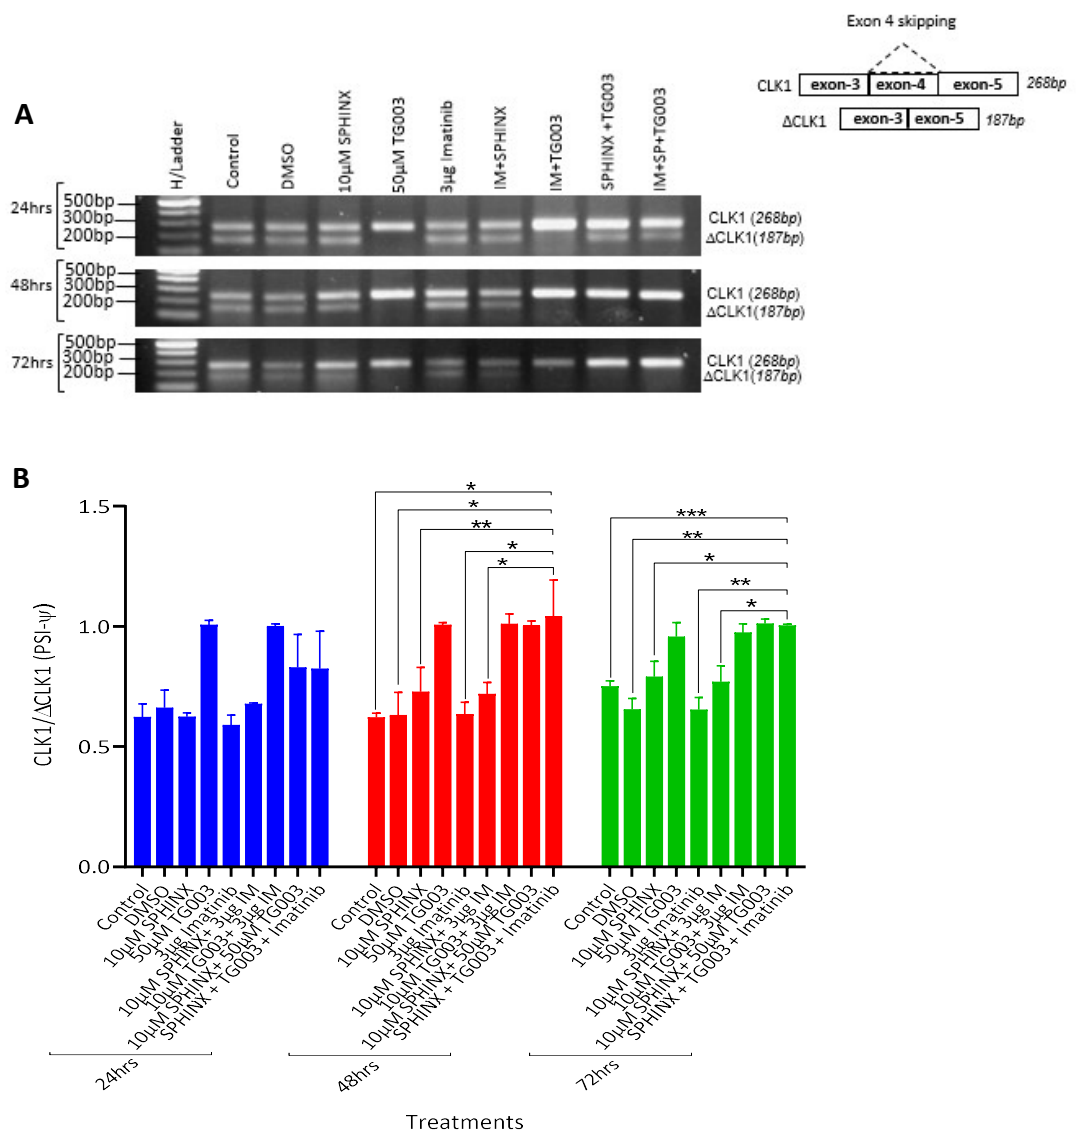 Exon 4 skipping
CLK1 exon-3 exon-4 exon-5 268bp
ΔCLK1 exon-3 exon-5 187bp
A
H/Ladder
Control
DMSO
10µM SPHINX
50µM TG003
3µg Imatinib
IM+SPHINX
IM+TG003
SPHINX +TG003
IM+SP+TG003
24hrs
500bp
300bp
200bp
CLK1 (268bp)
ΔCLK1(187bp)
48hrs
500bp
300bp
200bp
CLK1 (268bp)
ΔCLK1(187bp)
72hrs
500bp
300bp
200bp
CLK1 (268bp)
ΔCLK1(187bp)
B
CLK1/ΔCLK1 (PSI-ψ)
1.5
1.0
0.5
0.0
*
*
**
*
*
***
**
*
**
*
Control
DMSO
10µM SPHINX
50µM TG003
3µg Imatinib
10µM SPHINX+ 3µg IM
10µM TG003+ 3µg IM
10µM SPHINX+ 50µM TG003
SPHINX + TG003 + Imatinib
Control
DMSO
10µM SPHINX
50µM TG003
3µg Imatinib
10µM SPHINX+ 3µg IM
10µM TG003+ 3µg IM
10µM SPHINX+ 50µM TG003
SPHINX + TG003 + Imatinib
Control
DMSO
10µM SPHINX
50µM TG003
3µg Imatinib
10µM SPHINX+ 3µg IM
10µM TG003+ 3µg IM
10µM SPHINX+ 50µM TG003
SPHINX + TG003 + Imatinib
24hrs
48hrs
72hrs
Treatments